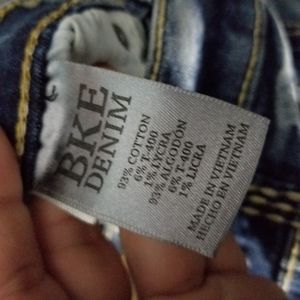 BKE
DENIM
93% COTTON
6% T-400
1% LYCRA
93% ALGODON
6% T-400
1% LICRA
MADE IN VIETNAM
HECHO EN VIETNAM